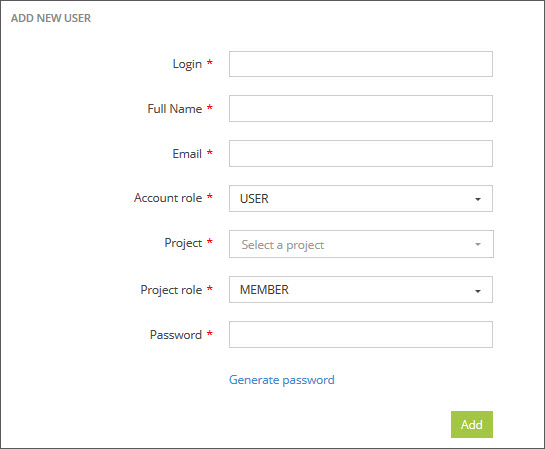 ADD NEW USER
Login *
Full Name *
Email *
Account role * USER
Project * Select a project
Project role * MEMBER
Password *
Generate password
Add